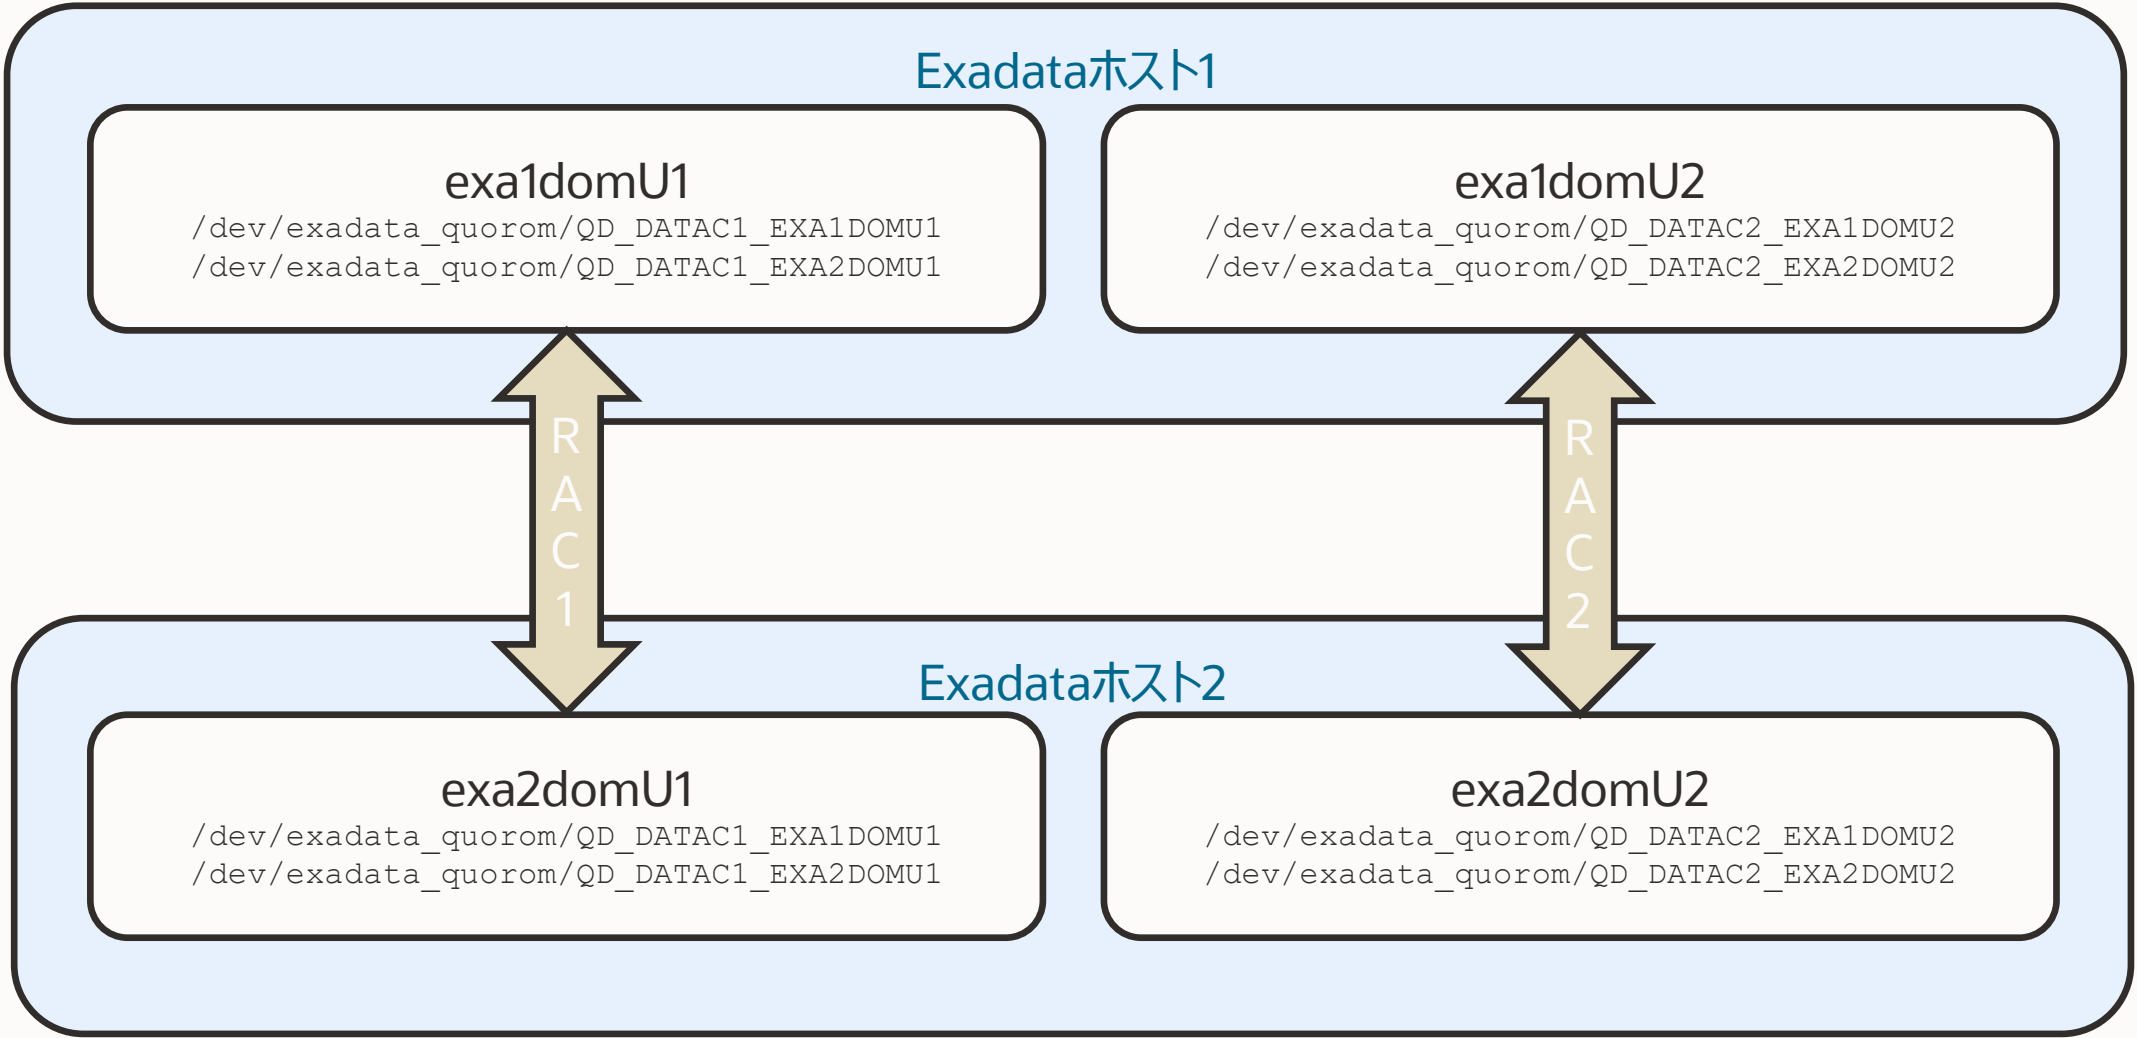 Exadataホスト1
exa1domU1
/dev/exadata_quorom/QD_DATAC1_EXA1DOMU1
/dev/exadata_quorom/QD_DATAC1_EXA2DOMU1
exa1domU2
/dev/exadata_quorom/QD_DATAC2_EXA1DOMU2
/dev/exadata_quorom/QD_DATAC2_EXA2DOMU2
R
A
C
1
R
A
C
2
Exadataホスト2
exa2domU1
/dev/exadata_quorom/QD_DATAC1_EXA1DOMU1
/dev/exadata_quorom/QD_DATAC1_EXA2DOMU1
exa2domU2
/dev/exadata_quorom/QD_DATAC2_EXA1DOMU2
/dev/exadata_quorom/QD_DATAC2_EXA2DOMU2